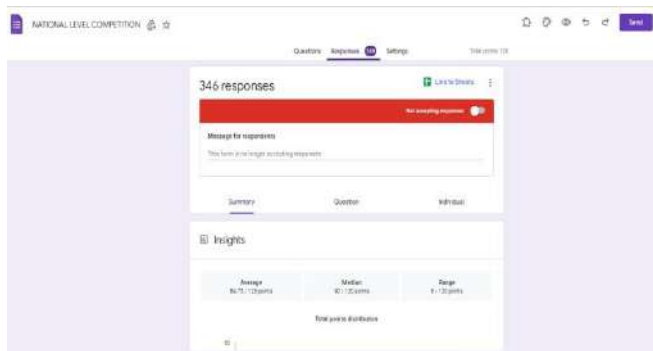 NATIONAL LEVEL COMPETITION
Send
Questions Responses Settings
346 responses
Link to Sheets
Not accepting responses
Message for respondents
This form is no longer accepting responses
Summary Question Individual
Insights
Average Median Range
Total points distribution